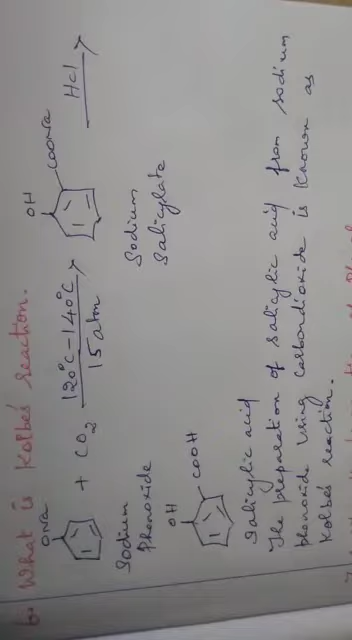 6. What is Kolbe's reaction.
ONa
OH
+ CO2 120°C-140°C
15 atm
COONa
HCl
Sodium
Phenoxide
Sodium
Salicylate
OH
COOH
Salicylic acid
The preparation of salicylic acid from sodium
phenoxide using carbondioxide is known as
Kolbe's reaction.